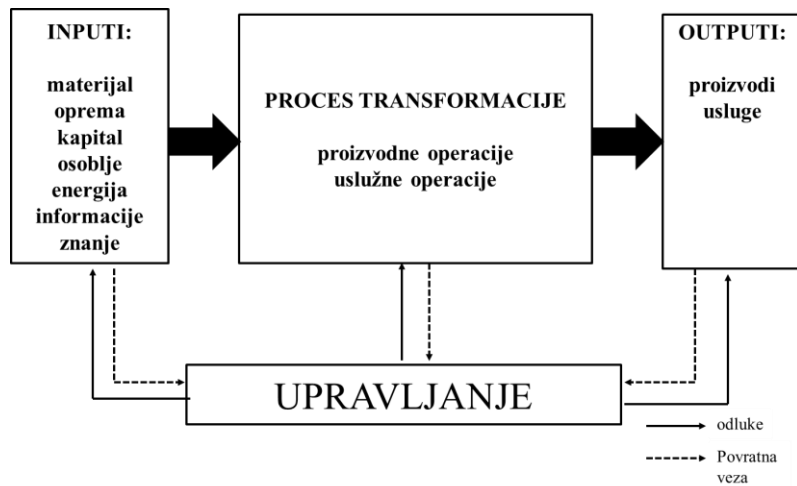 INPUTI:
materijal
oprema
kapital
osoblje
energija
informacije
znanje
PROCES TRANSFORMACIJE
proizvodne operacije
uslužne operacije
OUTPUTI:
proizvodi
usluge
UPRAVLJANJE
odluke
Povratna
veza